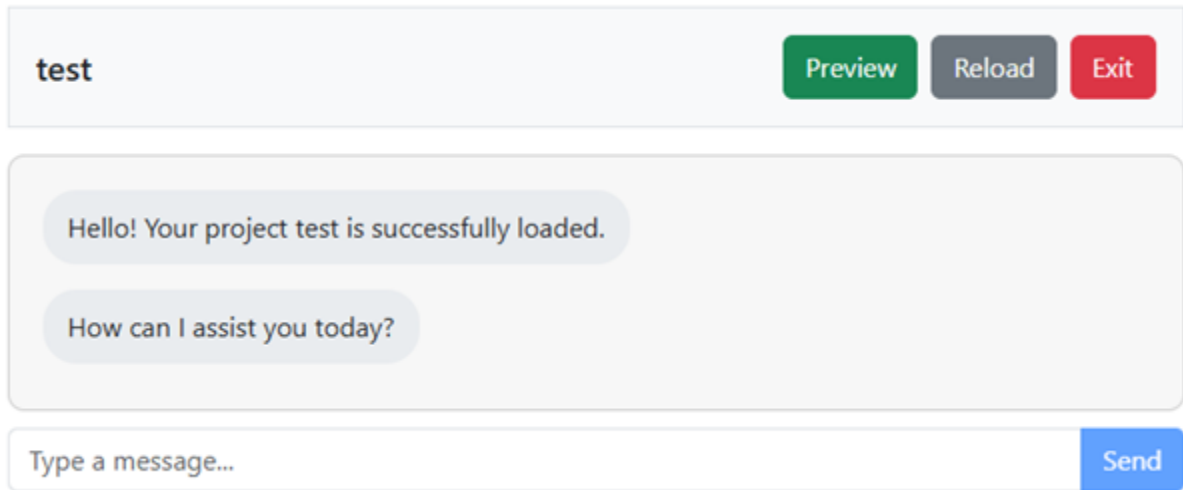 test
Preview
Reload
Exit
Hello! Your project test is successfully loaded.
How can I assist you today?
Type a message...
Send